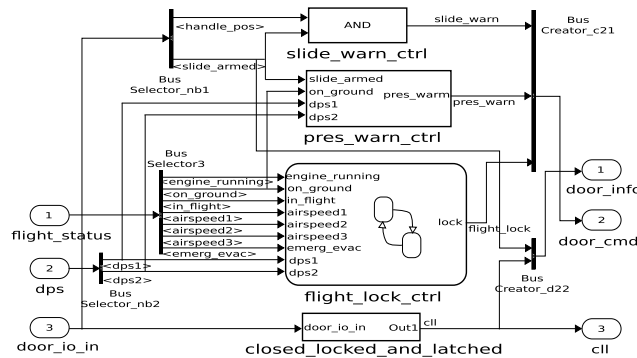 <handle_pos>
AND
slide_warn
Bus
Creator_c21
slide_warn_ctrl
<slide_armed>
Bus
Selector_nb1
slide_armed
on_ground
dps1
dps2
pres_warn
pres_warn
pres_warn_ctrl
Bus
Selector3
<engine_running>
<on_ground>
<in_flight>
<airspeed1>
<airspeed2>
<airspeed3>
<emerg_evac>
engine_running
on_ground
in_flight
airspeed1
airspeed2
airspeed3
emerg_evac
dps1
dps2
lock
flight_lock
flight_lock_ctrl
1
flight_status
2
dps
<dps1>
<dps2>
Bus
Selector_nb2
3
door_io_in
door_io_in
Out1
cll
closed_locked_and_latched
Bus
Creator_d22
1
door_info
2
door_cmd
3
cll